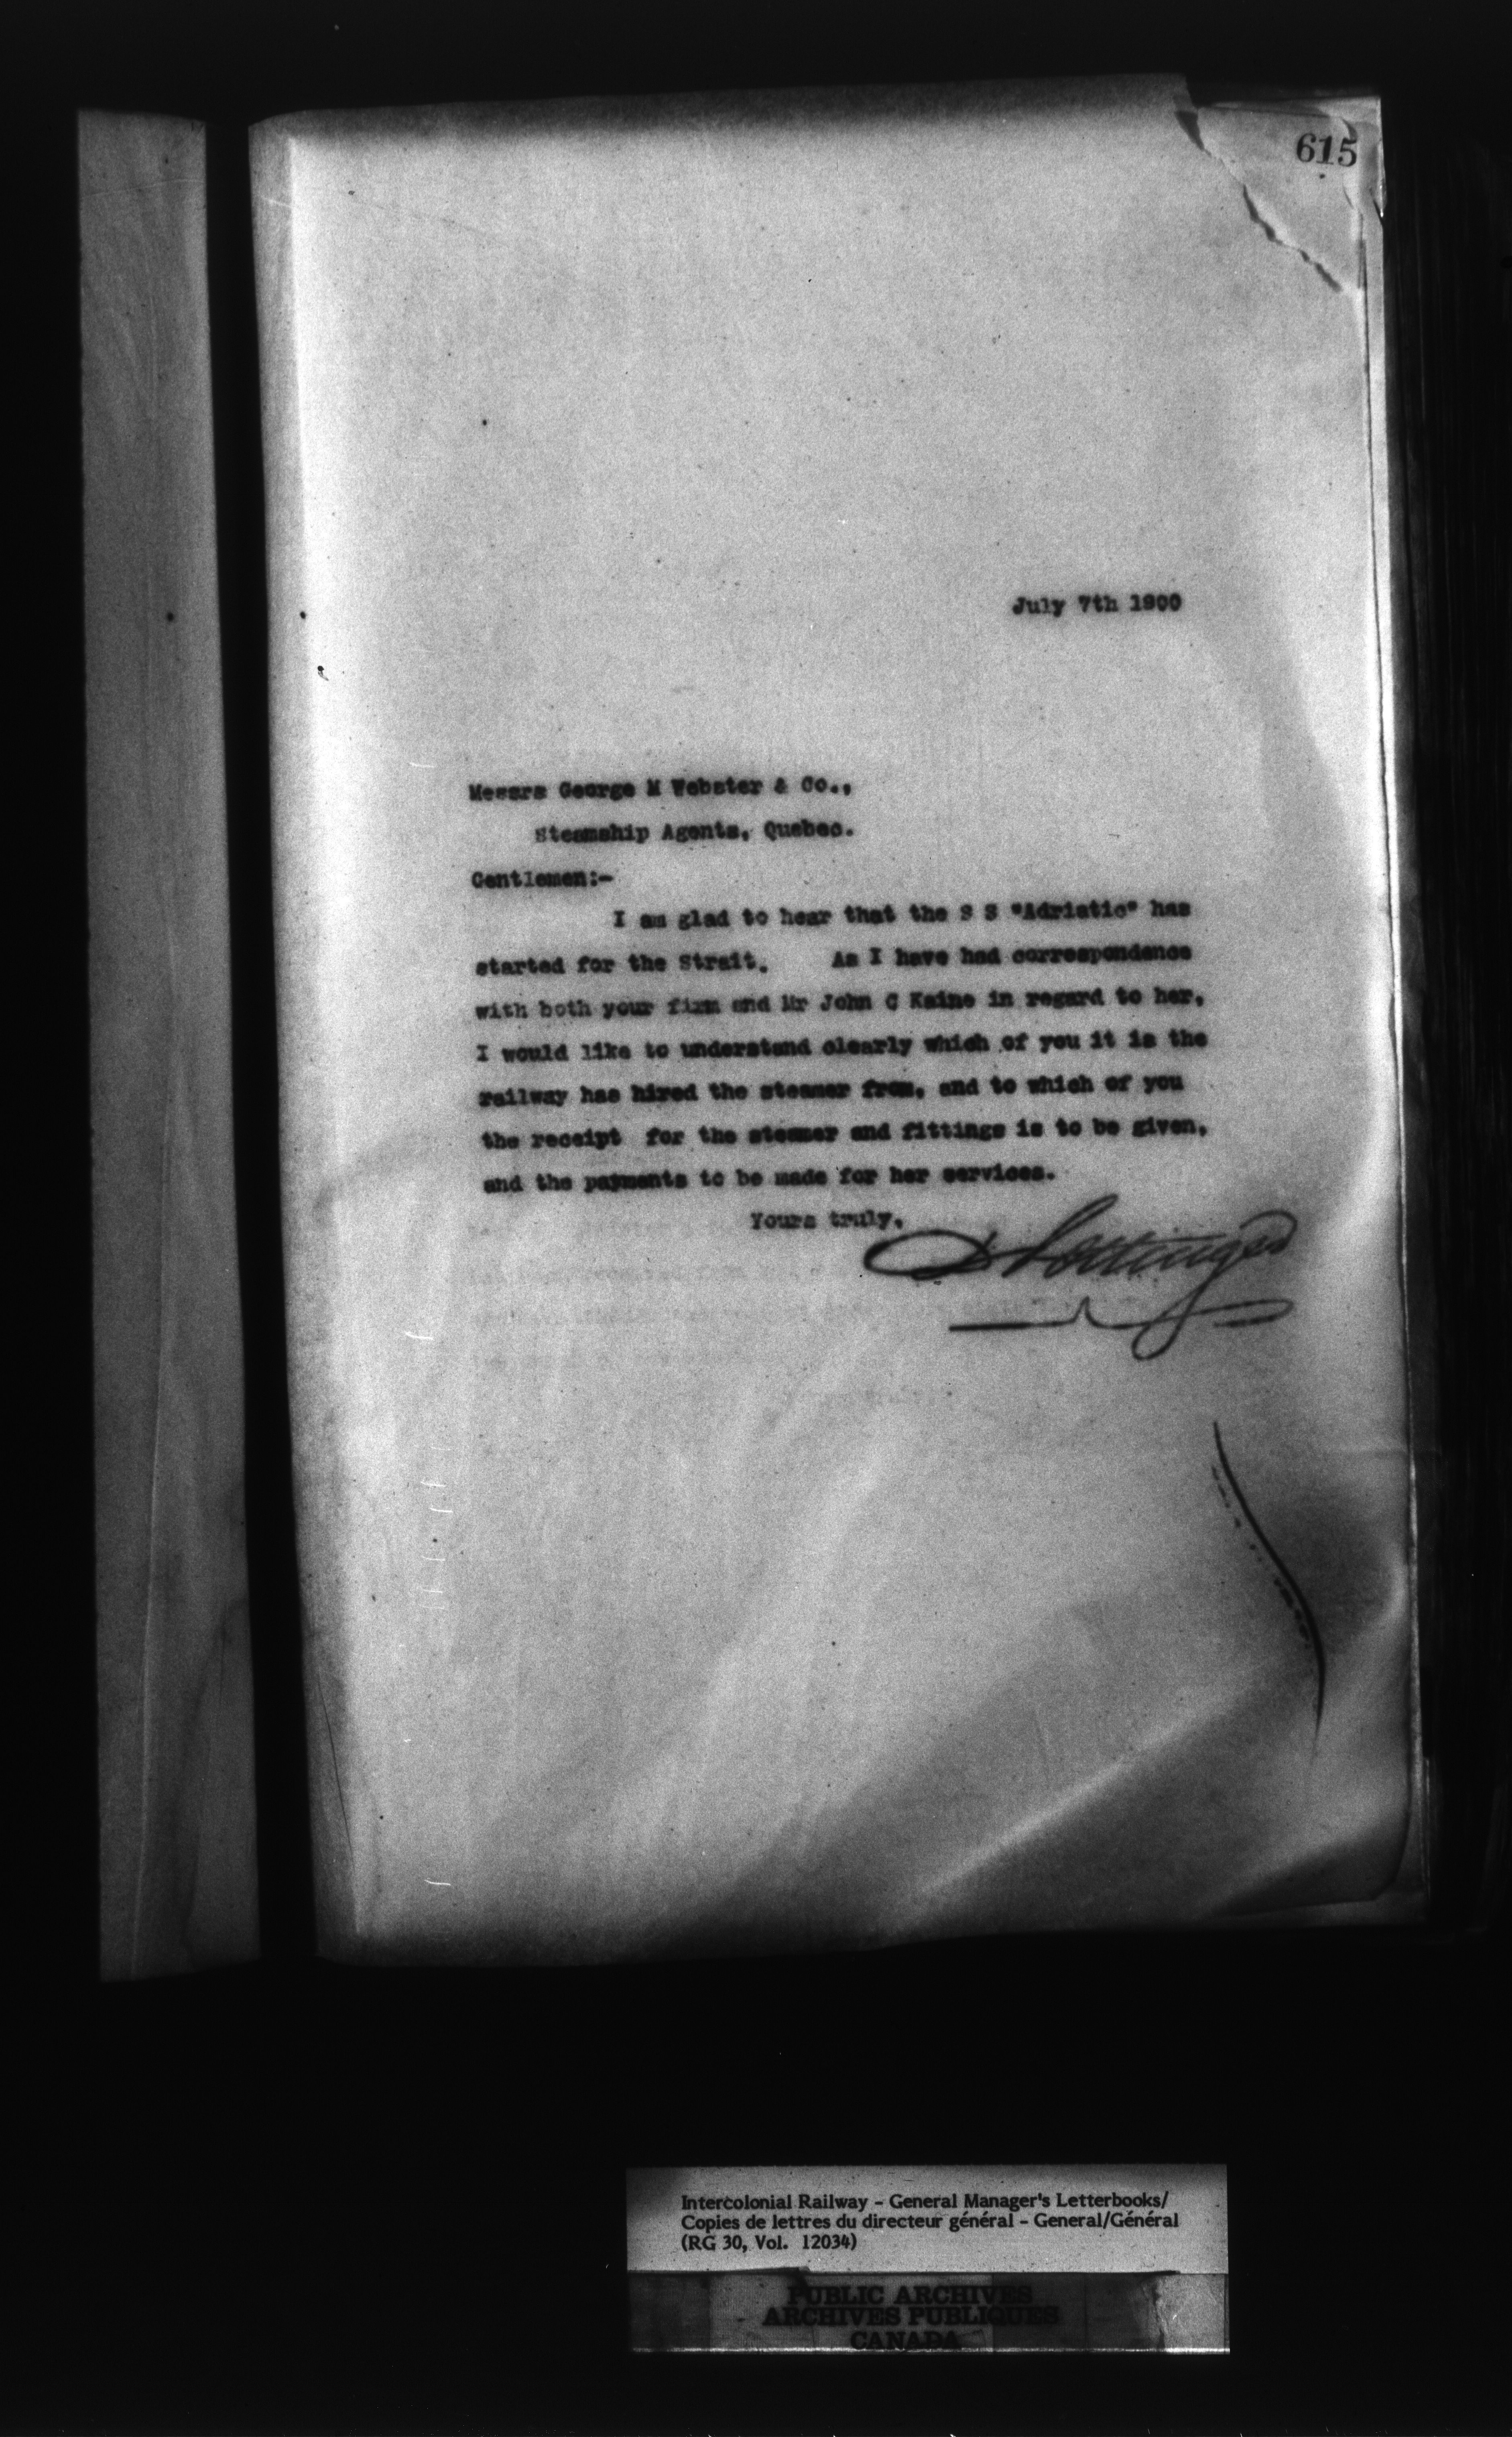 615
July 7th 1900
Messrs George M Webster & Co.,
Steamship Agents, Quebec.
Gentlemen:-
I am glad to hear that the S S "Adriatic" has
started for the Strait. As I have had correspondence
with both your firm and Mr John C Kaine in regard to her,
I would like to understand clearly which of you it is the
railway has hired the steamer from, and to which of you
the receipt for the steamer and fittings is to be given,
and the payments to be made for her services.
Yours truly,
D Pottinger
Intercolonial Railway - General Manager's Letterbooks/
Copies de lettres du directeur général - General/Général
(RG 30, Vol. 12034)
PUBLIC ARCHIVES
ARCHIVES PUBLIQUES
CANADA